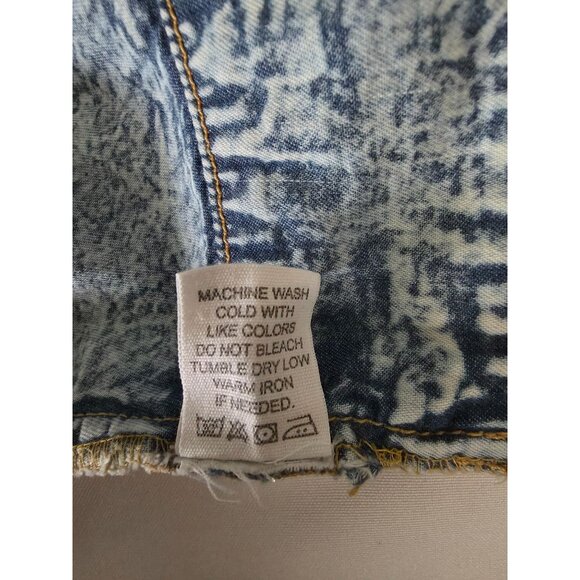 MACHINE WASH
COLD WITH
LIKE COLORS
DO NOT BLEACH
TUMBLE DRY LOW
WARM IRON
IF NEEDED.